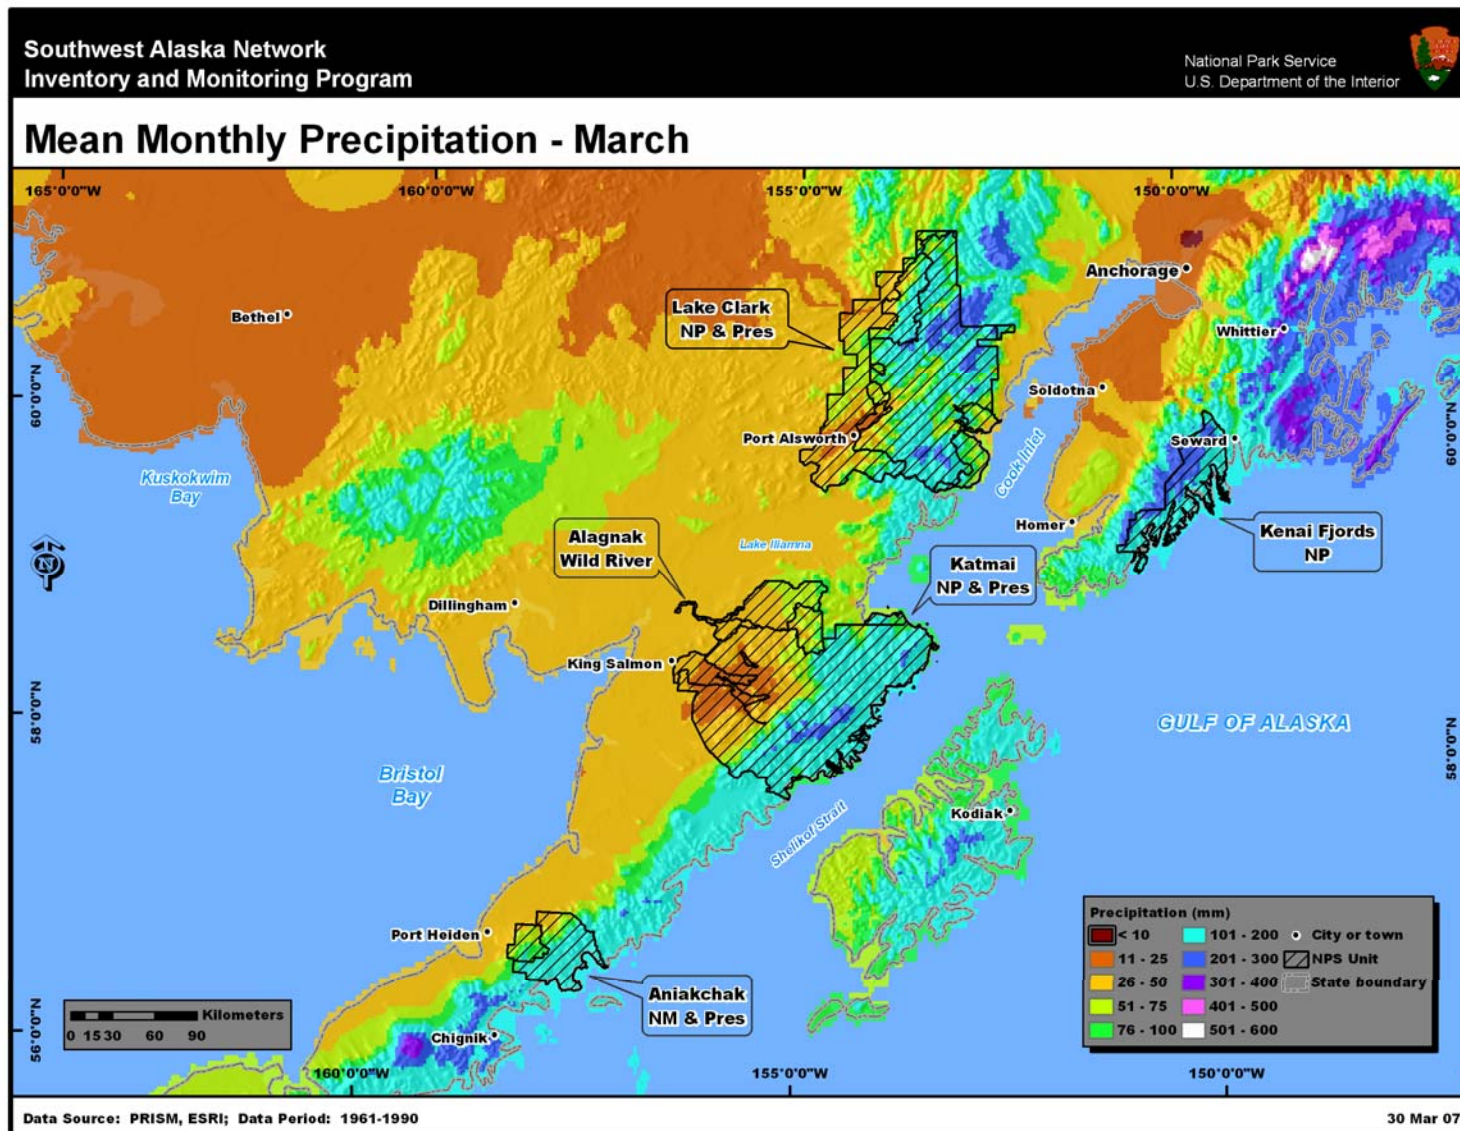 Southwest Alaska Network
Inventory and Monitoring Program
National Park Service
U.S. Department of the Interior
Mean Monthly Precipitation - March
165°0'0"W
160°0'0"W
155°0'0"W
150°0'0"W
Anchorage
Lake Clark
NP & Pres
Bethel
Whittier
60°0'0"N
60°0'0"N
Soldotna
Port Alsworth
Seward
Cook Inlet
Kuskokwim
Bay
Homer
Kenai Fjords
NP
Alagnak
Wild River
Lake Iliamna
Katmai
NP & Pres
Dillingham
King Salmon
58°0'0"N
58°0'0"N
GULF OF ALASKA
Bristol
Bay
Shelikof Strait
Kodiak
Port Heiden
Aniakchak
NM & Pres
Chignik
56°0'0"N
56°0'0"N
N
Kilometers
0 15 30 60 90
Precipitation (mm)
< 10
11 - 25
26 - 50
51 - 75
76 - 100
101 - 200
201 - 300
301 - 400
401 - 500
501 - 600
City or town
NPS Unit
State boundary
160°0'0"W
155°0'0"W
150°0'0"W
Data Source: PRISM, ESRI; Data Period: 1961-1990
30 Mar 07